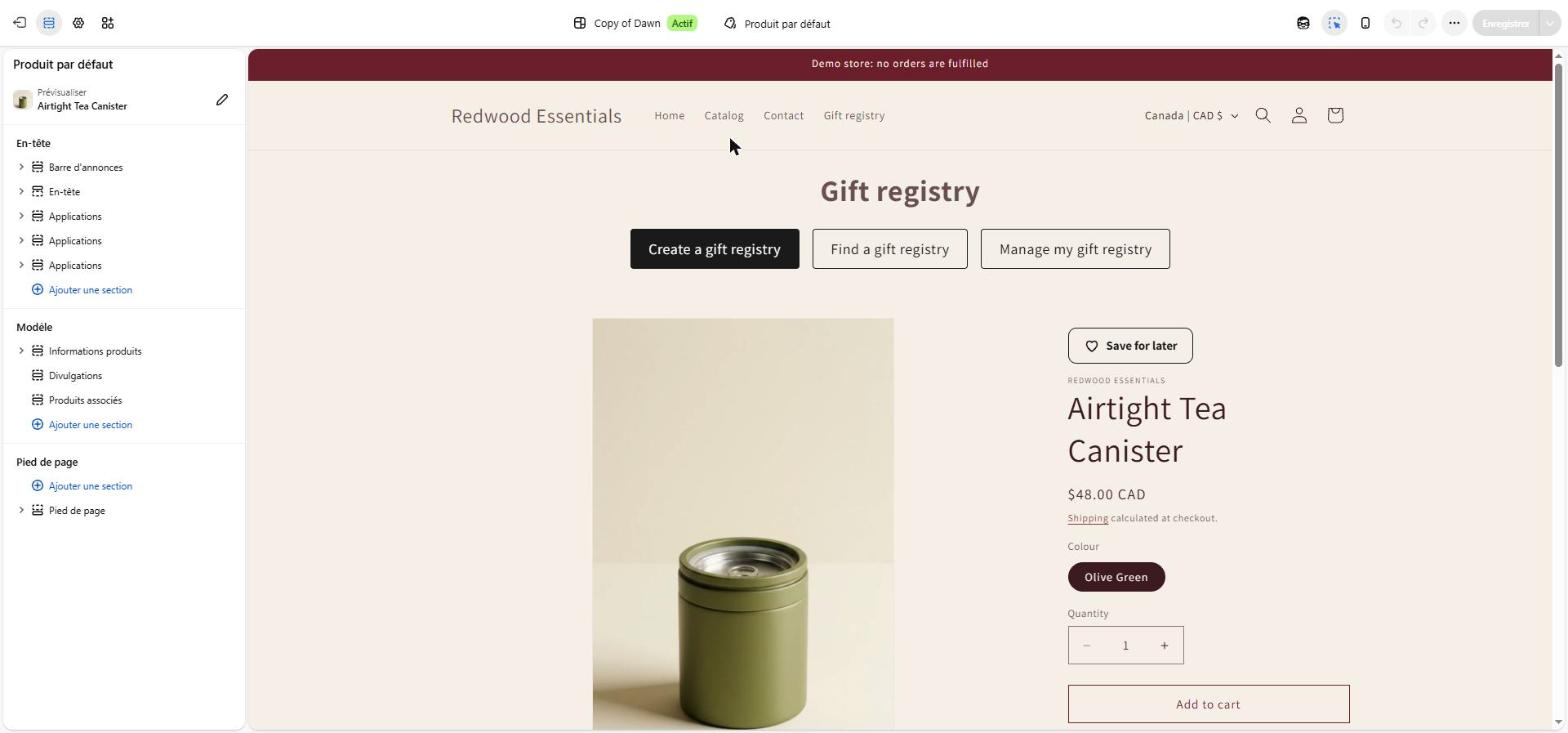 Copy of Dawn Actif Produit par défaut Enregistrer
Produit par défaut
Prévisualiser
Airtight Tea Canister
En-tête
Barre d'annonces
En-tête
Applications
Applications
Applications
Ajouter une section
Modèle
Informations produits
Divulgations
Produits associés
Ajouter une section
Pied de page
Ajouter une section
Pied de page
Demo store: no orders are fulfilled
Redwood Essentials Home Catalog Contact Gift registry Canada | CAD $
Gift registry
Create a gift registry Find a gift registry Manage my gift registry
Save for later
REDWOOD ESSENTIALS
Airtight Tea
Canister
$48.00 CAD
Shipping calculated at checkout.
Colour
Olive Green
Quantity
− 1 +
Add to cart